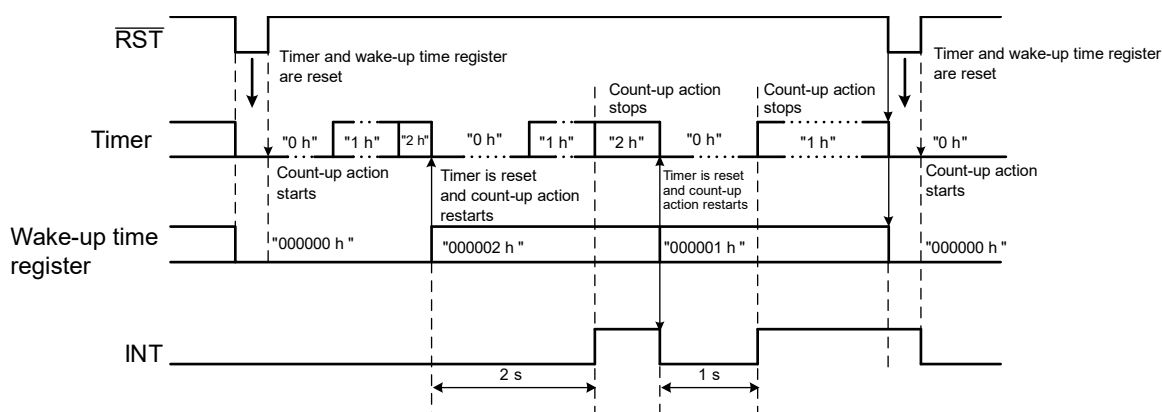 RST
Timer and wake-up time register
are reset
Timer and wake-up time register
are reset
Count-up action
stops
Count-up action
stops
Timer
"0 h"
"1 h"
"2 h"
"0 h"
"1 h"
"2 h"
"0 h"
"1 h"
"0 h"
Count-up action
starts
Timer is reset
and count-up action
restarts
Timer is reset
and count-up
action restarts
Count-up action
starts
Wake-up time
register
"000000 h "
"000002 h "
"000001 h "
"000000 h "
INT
2 s
1 s